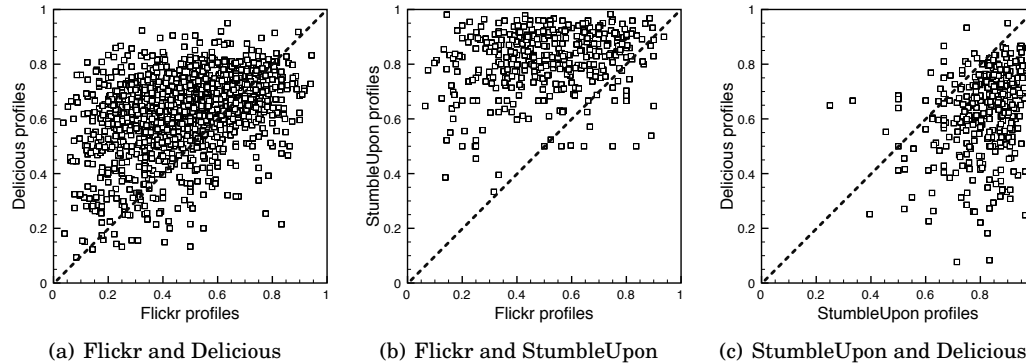 1
0.8
0.6
0.4
0.2
0
0 0.2 0.4 0.6 0.8 1
Delicious profiles
Flickr profiles
(a) Flickr and Delicious
1
0.8
0.6
0.4
0.2
0
0 0.2 0.4 0.6 0.8 1
StumbleUpon profiles
Flickr profiles
(b) Flickr and StumbleUpon
1
0.8
0.6
0.4
0.2
0
0 0.2 0.4 0.6 0.8
Delicious profiles
StumbleUpon profiles
(c) StumbleUpon and Delicious